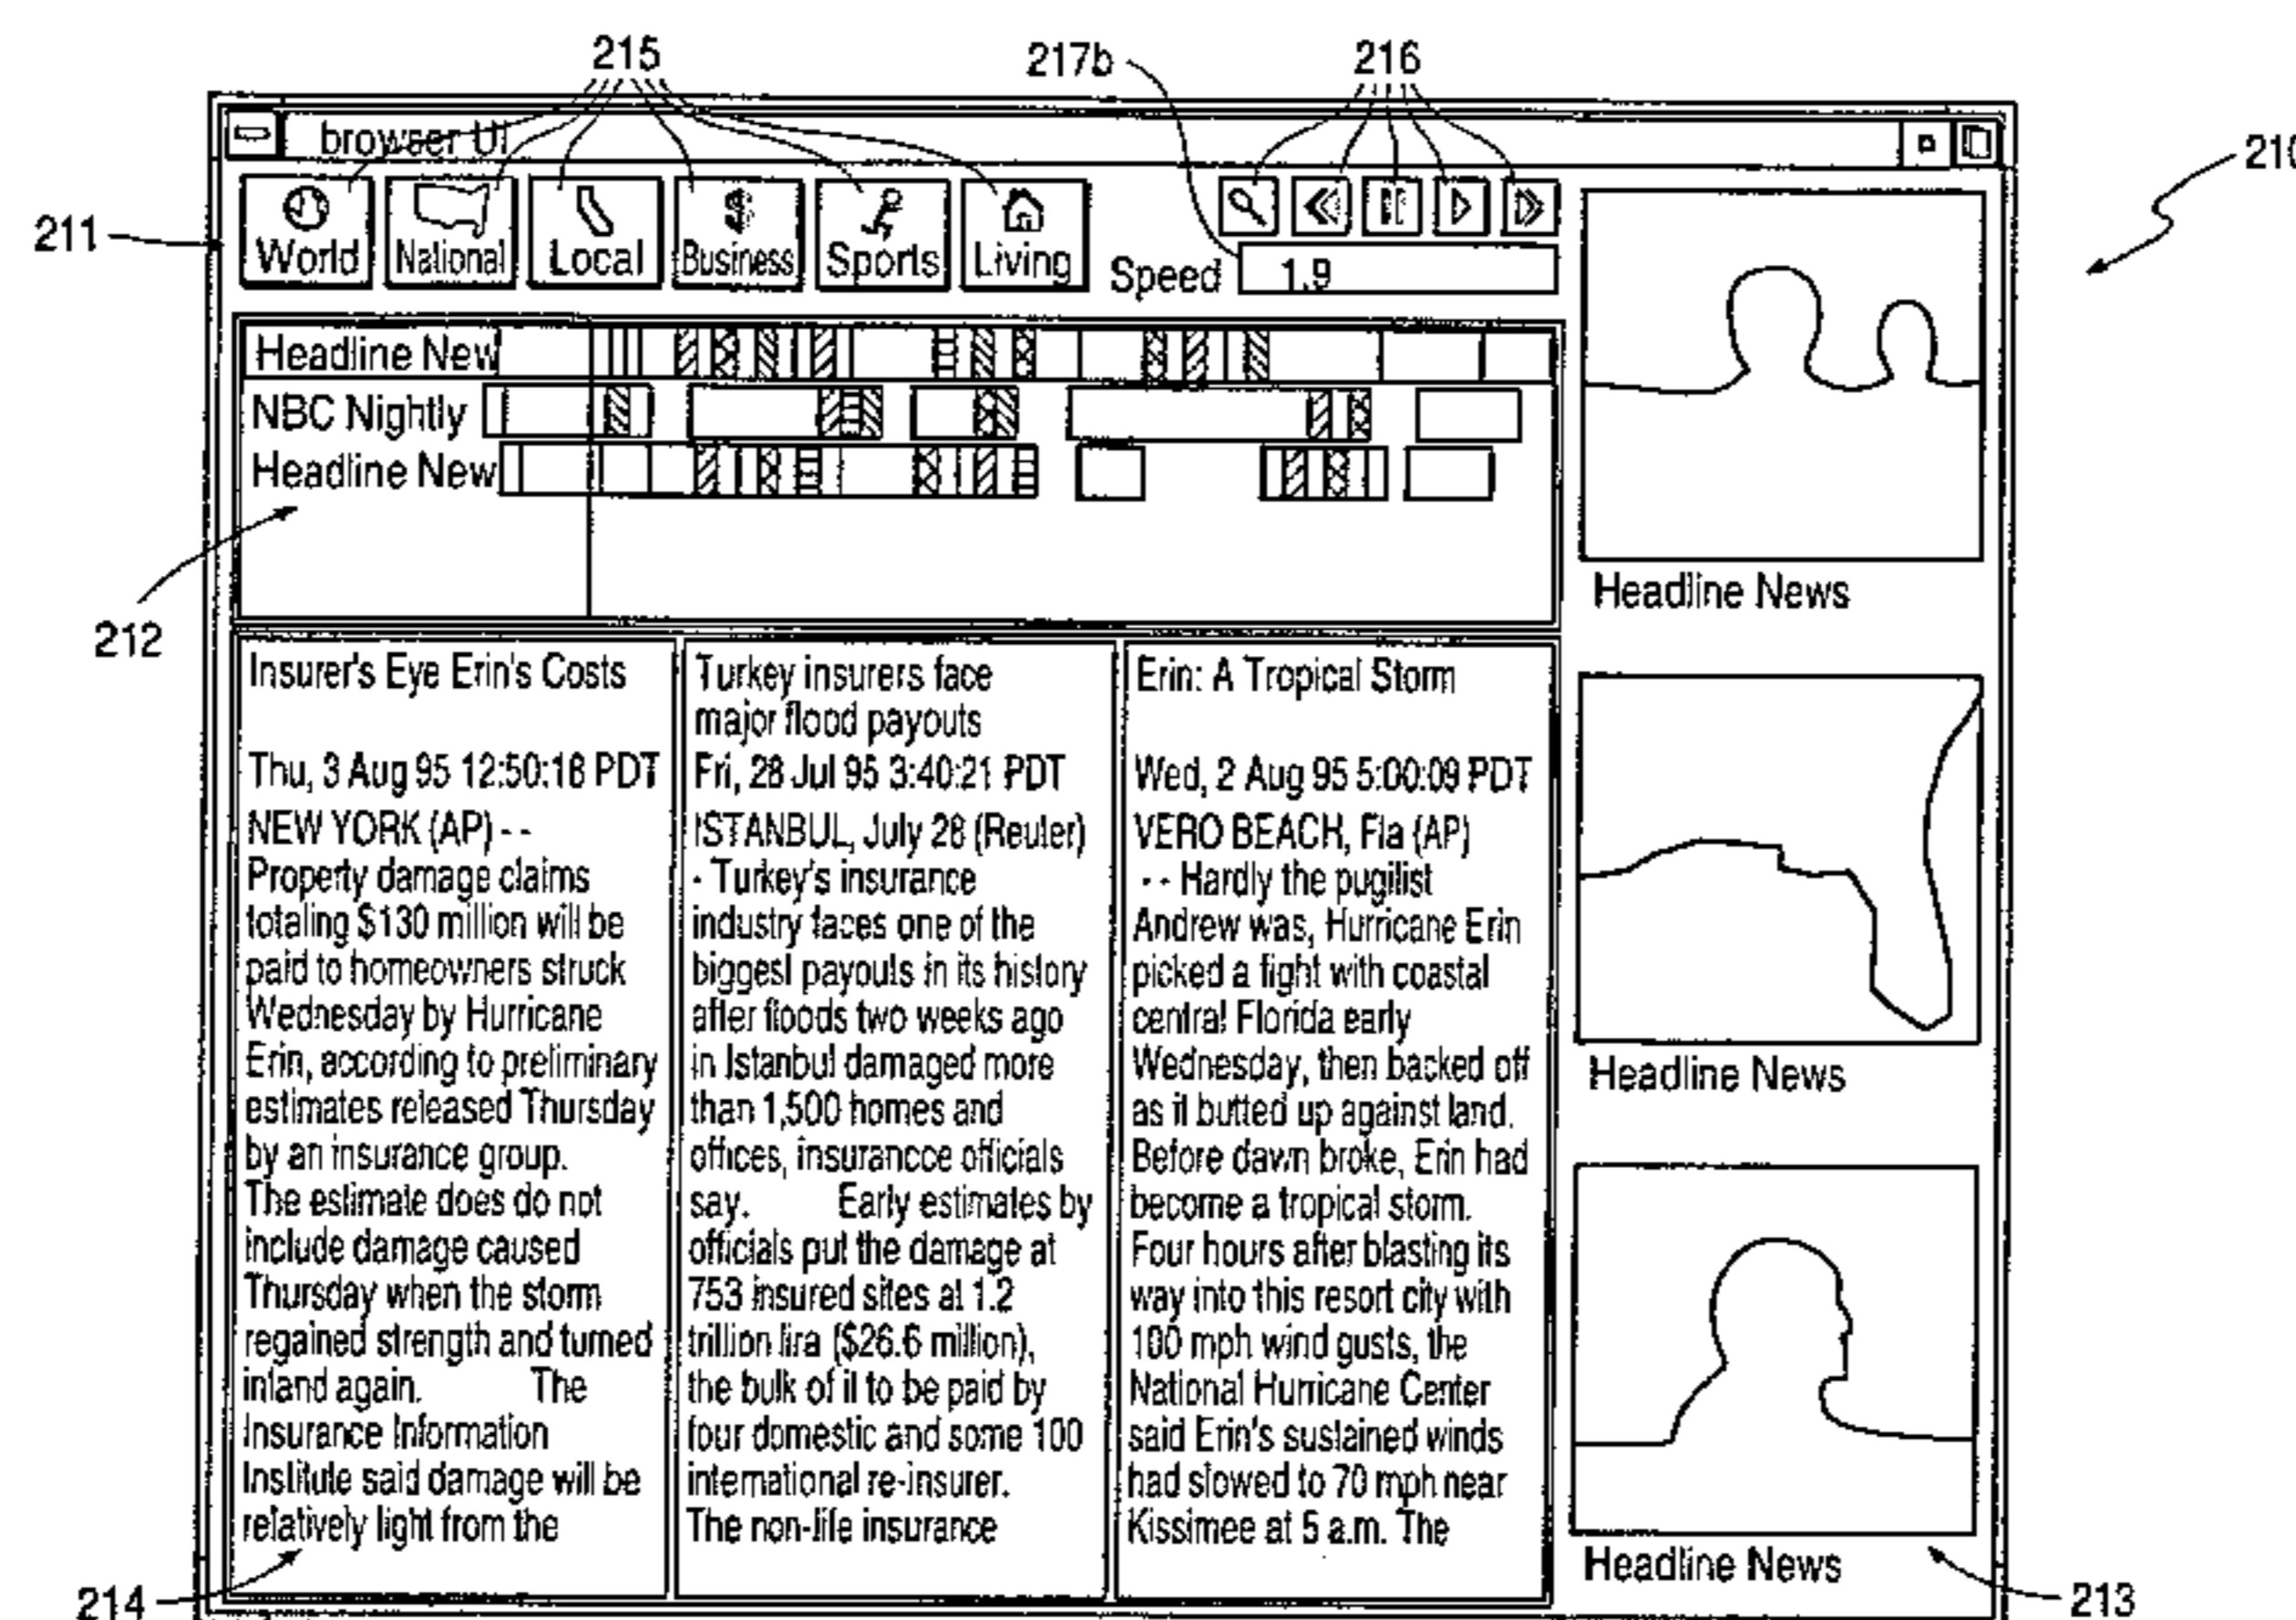 215
217b
216
browser UI
210
211
World
National
Local
Business
Sports
Living
Speed
1.9
Headline New
NBC Nightly
Headline New
212
Headline News
Insurer's Eye Erin's Costs
Thu, 3 Aug 95 12:50:18 PDT
NEW YORK (AP) - -
Property damage claims
totaling $130 million will be
paid to homeowners struck
Wednesday by Hurricane
Erin, according to preliminary
estimates released Thursday
by an insurance group.
The estimate does do not
include damage caused
Thursday when the storm
regained strength and turned
inland again. The
Insurance Information
Institute said damage will be
relatively light from the
214
Turkey insurers face
major flood payouts
Fri, 28 Jul 95 3:40:21 PDT
ISTANBUL, July 28 (Reuter)
- Turkey's insurance
industry faces one of the
biggest payouts in its history
after floods two weeks ago
in Istanbul damaged more
than 1,500 homes and
offices, insurancce officials
say. Early estimates by
officials put the damage at
753 insured sites at 1.2
trillion lira ($26.6 million),
the bulk of it to be paid by
four domestic and some 100
international re-insurer.
The non-life insurance
Erin: A Tropical Storm
Wed, 2 Aug 95 5:00:09 PDT
VERO BEACH, Fla (AP)
- - Hardly the pugilist
Andrew was, Hurricane Erin
picked a fight with coastal
central Florida early
Wednesday, then backed off
as it butted up against land.
Before dawn broke, Erin had
become a tropical storm.
Four hours after blasting its
way into this resort city with
100 mph wind gusts, the
National Hurricane Center
said Erin's sustained winds
had slowed to 70 mph near
Kissimee at 5 a.m. The
Headline News
Headline News
213